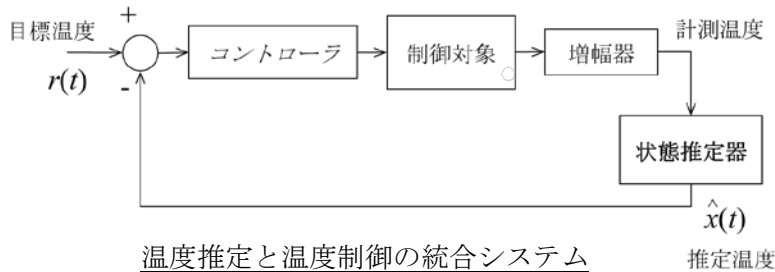 目標温度
r(t)
+
-
コントローラ
制御対象
増幅器
計測温度
状態推定器
x̂(t)
推定温度
温度推定と温度制御の統合システム